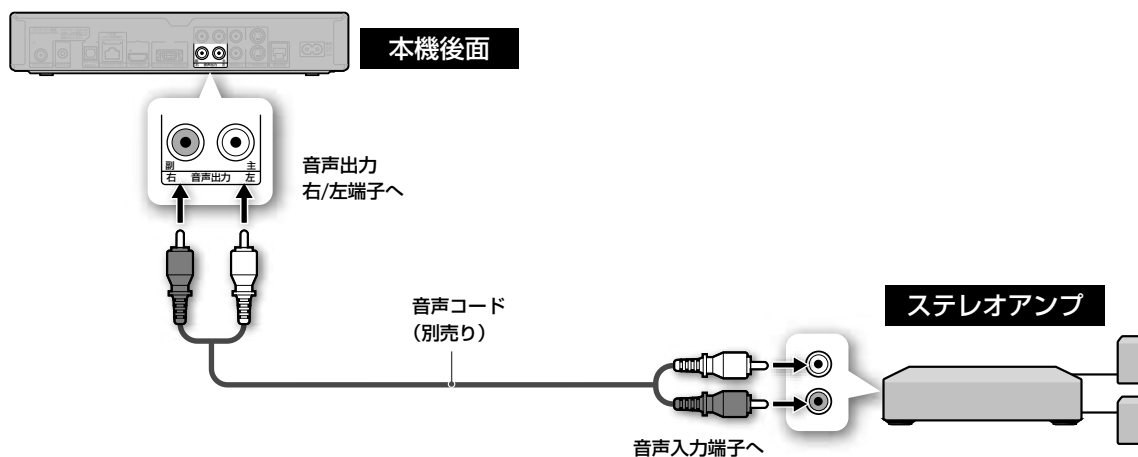 本機後面
副 主
右 音声出力 左
音声出力
右/左端子へ
音声コード
（別売り）
ステレオアンプ
音声入力端子へ